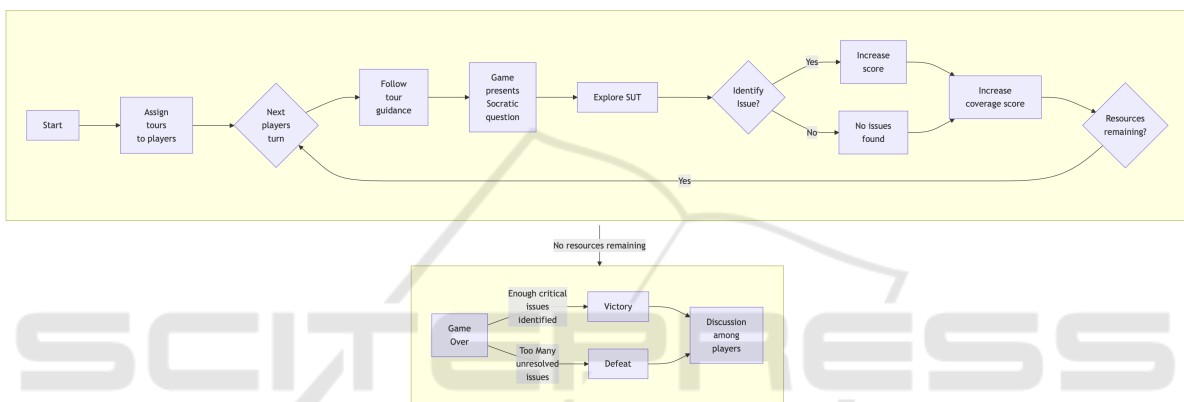 Start
Assign
tours
to players
Next
players
turn
Follow
tour
guidance
Game
presents
Socratic
question
Explore SUT
Identify
Issue?
Yes
Increase
score
No
No issues
found
Increase
coverage score
Resources
remaining?
Yes
No resources remaining
Game
Over
Enough critical
issues
Identified
Victory
Too Many
unresolved
issues
Defeat
Discussion
among
players
SCITEPRESS